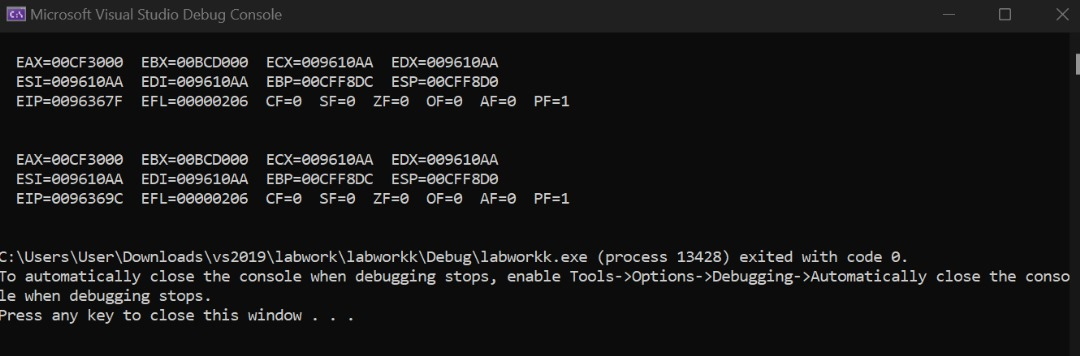 Microsoft Visual Studio Debug Console
EAX=00CF3000  EBX=00BCD000  ECX=009610AA  EDX=009610AA
ESI=009610AA  EDI=009610AA  EBP=00CFF8DC  ESP=00CFF8D0
EIP=0096367F  EFL=00000206  CF=0  SF=0  ZF=0  OF=0  AF=0  PF=1
EAX=00CF3000  EBX=00BCD000  ECX=009610AA  EDX=009610AA
ESI=009610AA  EDI=009610AA  EBP=00CFF8DC  ESP=00CFF8D0
EIP=0096369C  EFL=00000206  CF=0  SF=0  ZF=0  OF=0  AF=0  PF=1
C:\Users\User\Downloads\vs2019\labwork\labworkk\Debug\labworkk.exe (process 13428) exited with code 0.
To automatically close the console when debugging stops, enable Tools->Options->Debugging->Automatically close the conso
le when debugging stops.
Press any key to close this window . . .